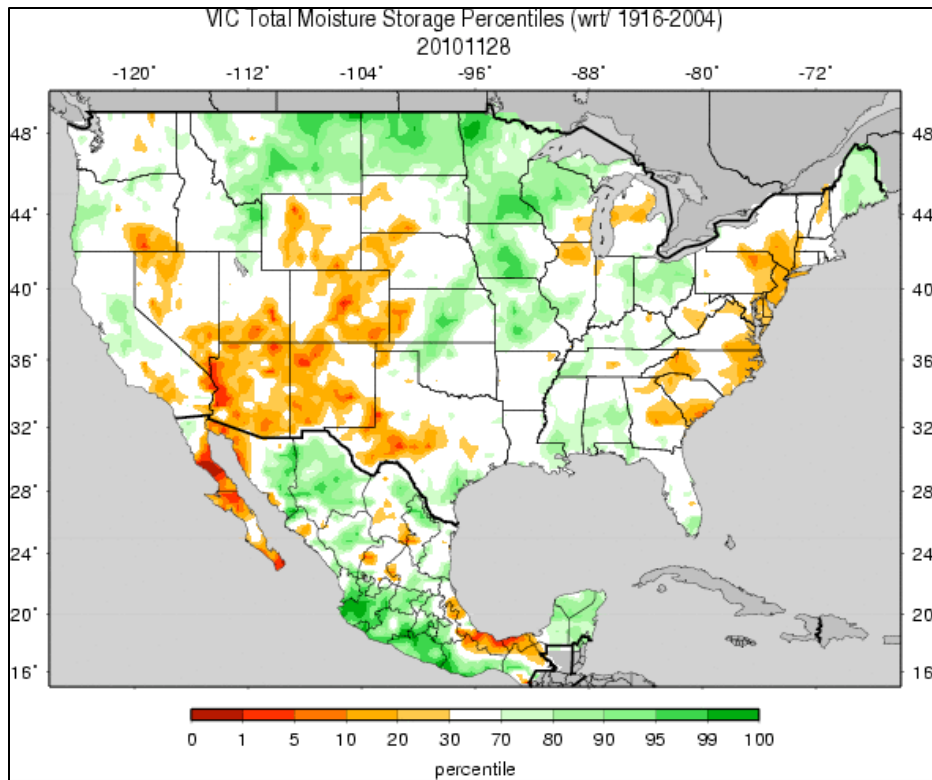 VIC Total Moisture Storage Percentiles (wrt/ 1916-2004)
20101128
-120° -112° -104° -96° -88° -80° -72°
48° 48°
44° 44°
40° 40°
36° 36°
32° 32°
28° 28°
24° 24°
20° 20°
16° 16°
0 1 5 10 20 30 70 80 90 95 99 100
percentile